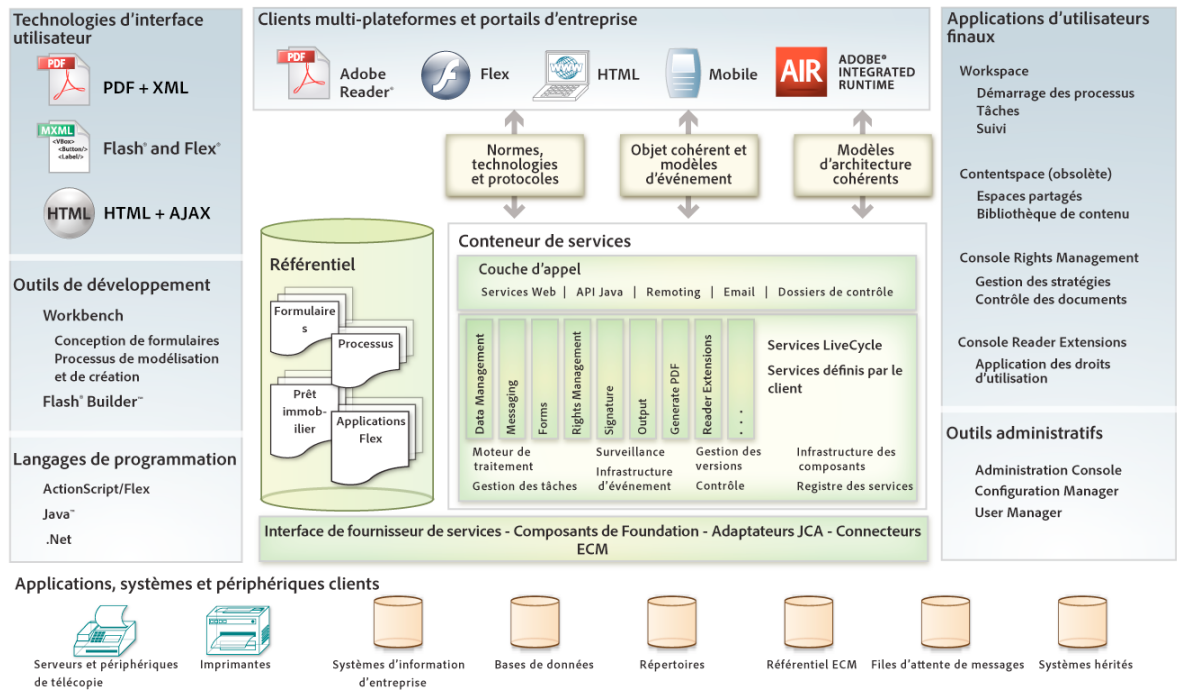 Technologies d'interface
utilisateur
PDF
PDF + XML
MXML
<VBox>
<Button/>
<Label/>
Flash® and Flex®
HTML
HTML + AJAX
Outils de développement
Workbench
Conception de formulaires
Processus de modélisation
et de création
Flash® Builder™
Langages de programmation
ActionScript/Flex
Java™
.Net
Clients multi-plateformes et portails d'entreprise
PDF
Adobe
Reader®
Flex
WWW
HTML
Mobile
AIR
ADOBE®
INTEGRATED
RUNTIME
Normes,
technologies
et protocoles
Objet cohérent et
modèles
d'événement
Modèles
d'architecture
cohérents
Référentiel
Formulaire
s
Processus
Prêt
immob-
ilier
Applications
Flex
Conteneur de services
Couche d'appel
Services Web | API Java | Remoting | Email | Dossiers de contrôle
Data Management
Messaging
Forms
Rights Management
Signature
Output
Generate PDF
Reader Extensions
. . .
Services LiveCycle
Services définis par le
client
Moteur de
traitement
Gestion des tâches
Surveillance
Infrastructure
d'événement
Gestion des
versions
Contrôle
Infrastructure des
composants
Registre des services
Interface de fournisseur de services - Composants de Foundation - Adaptateurs JCA - Connecteurs
ECM
Applications d'utilisateurs
finaux
Workspace
Démarrage des processus
Tâches
Suivi
Contentspace (obsolète)
Espaces partagés
Bibliothèque de contenu
Console Rights Management
Gestion des stratégies
Contrôle des documents
Console Reader Extensions
Application des droits
d'utilisation
Outils administratifs
Administration Console
Configuration Manager
User Manager
Applications, systèmes et périphériques clients
Serveurs et périphériques
de télécopie
Imprimantes
Systèmes d'information
d'entreprise
Bases de données
Répertoires
Référentiel ECM
Files d'attente de messages
Systèmes hérités